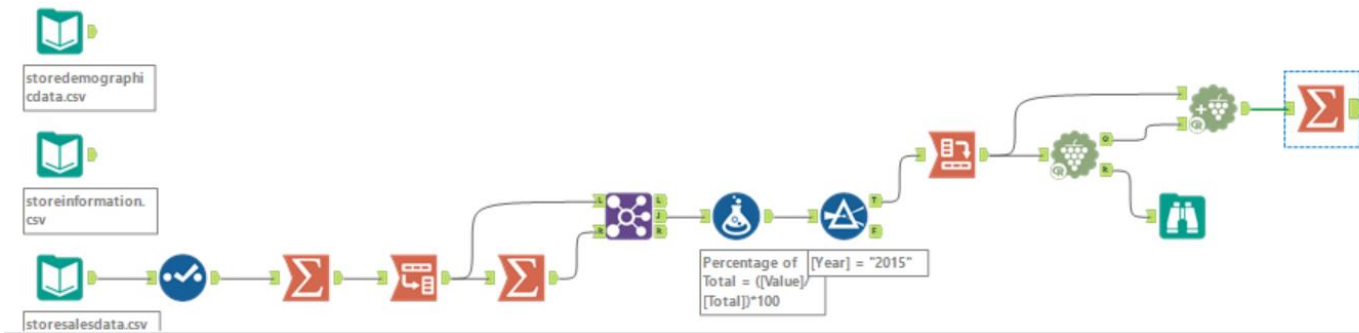 storedemographi
cdata.csv
storeinformation.
csv
storesalesdata.csv
L
R
L
J
R
Percentage of
Total = ([Value]/
[Total])*100
[Year] = "2015"
T
F
O
R